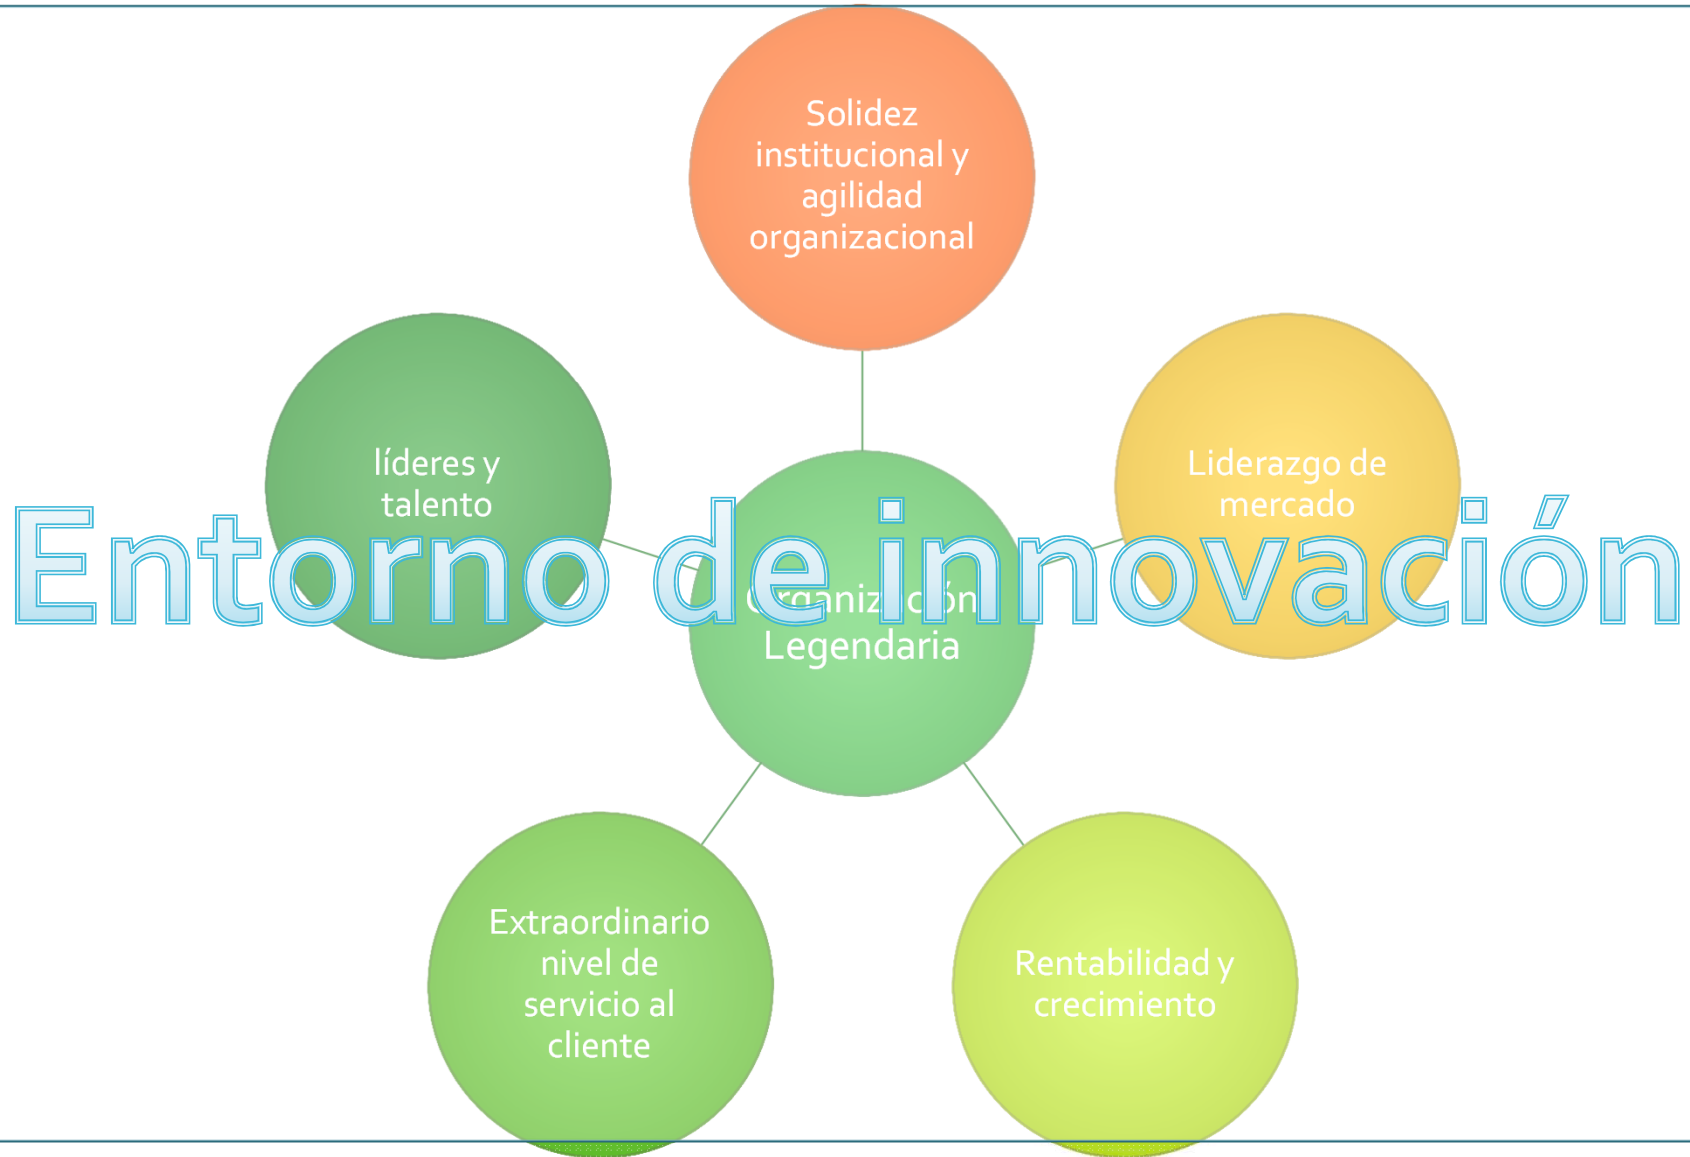 Solidez
institucional y
agilidad
organizacional
líderes y
talento
Liderazgo de
mercado
Entorno de innovación
Organización
Legendaria
Extraordinario
nivel de
servicio al
cliente
Rentabilidad y
crecimiento